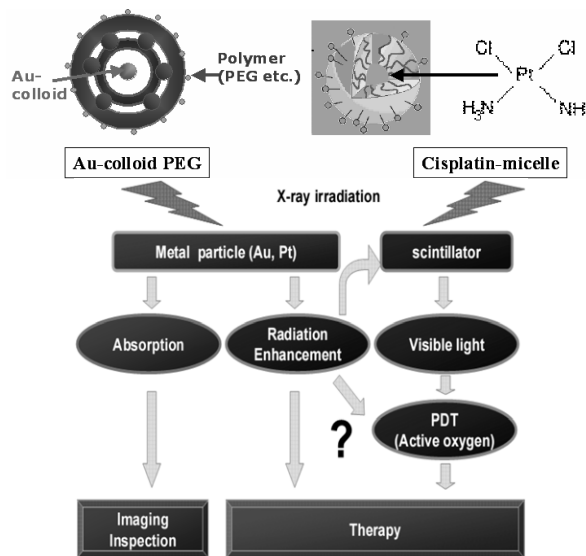 Au-
colloid
Polymer
(PEG etc.)
Cl
Cl
Pt
H₃N
NH
Au-colloid PEG
Cisplatin-micelle
X-ray irradiation
Metal particle (Au, Pt)
scintillator
Absorption
Radiation
Enhancement
Visible light
?
PDT
(Active oxygen)
Imaging
Inspection
Therapy